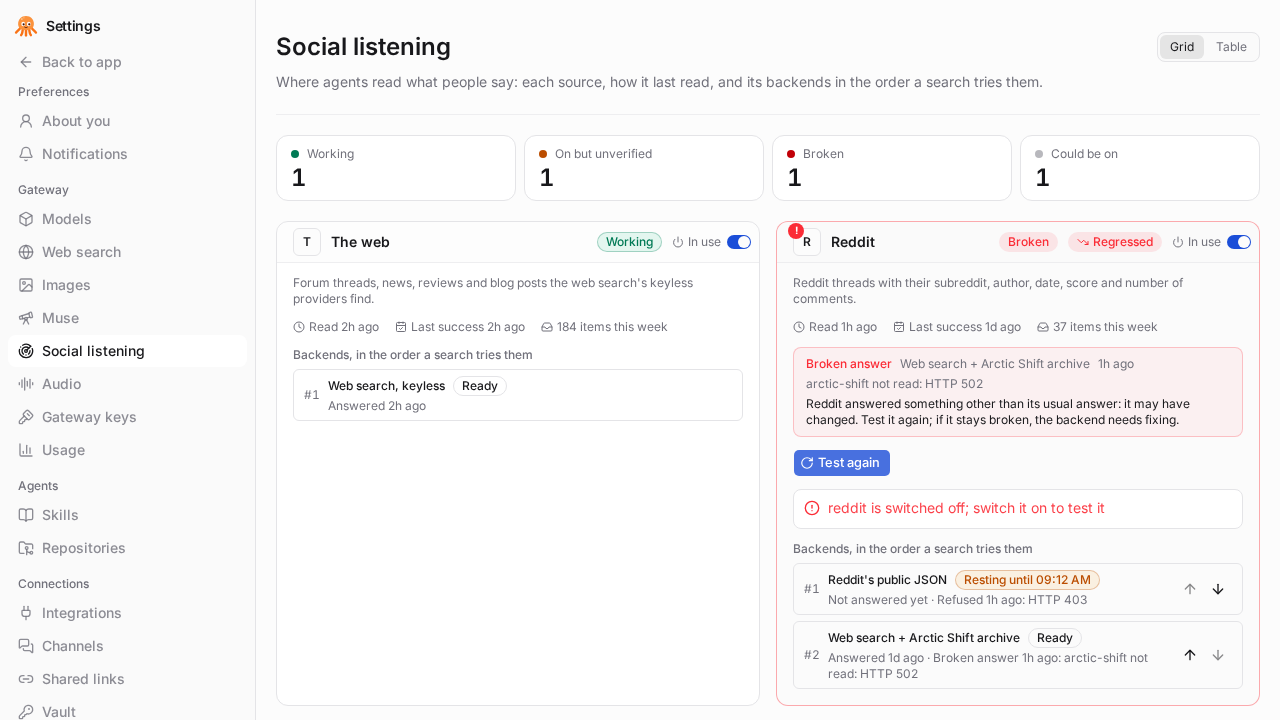 Settings
Back to app
Preferences
About you
Notifications
Gateway
Models
Web search
Images
Muse
Social listening
Audio
Gateway keys
Usage
Agents
Skills
Repositories
Connections
Integrations
Channels
Shared links
Vault
Social listening
Grid
Table
Where agents read what people say: each source, how it last read, and its backends in the order a search tries them.
Working
1
On but unverified
1
Broken
1
Could be on
1
T
The web
Working
In use
Forum threads, news, reviews and blog posts the web search's keyless
providers find.
Read 2h ago
Last success 2h ago
184 items this week
Backends, in the order a search tries them
#1
Web search, keyless
Ready
Answered 2h ago
!
R
Reddit
Broken
Regressed
In use
Reddit threads with their subreddit, author, date, score and number of
comments.
Read 1h ago
Last success 1d ago
37 items this week
Broken answer
Web search + Arctic Shift archive
1h ago
arctic-shift not read: HTTP 502
Reddit answered something other than its usual answer: it may have
changed. Test it again; if it stays broken, the backend needs fixing.
Test again
reddit is switched off; switch it on to test it
Backends, in the order a search tries them
#1
Reddit's public JSON
Resting until 09:12 AM
Not answered yet · Refused 1h ago: HTTP 403
#2
Web search + Arctic Shift archive
Ready
Answered 1d ago · Broken answer 1h ago: arctic-shift not
read: HTTP 502